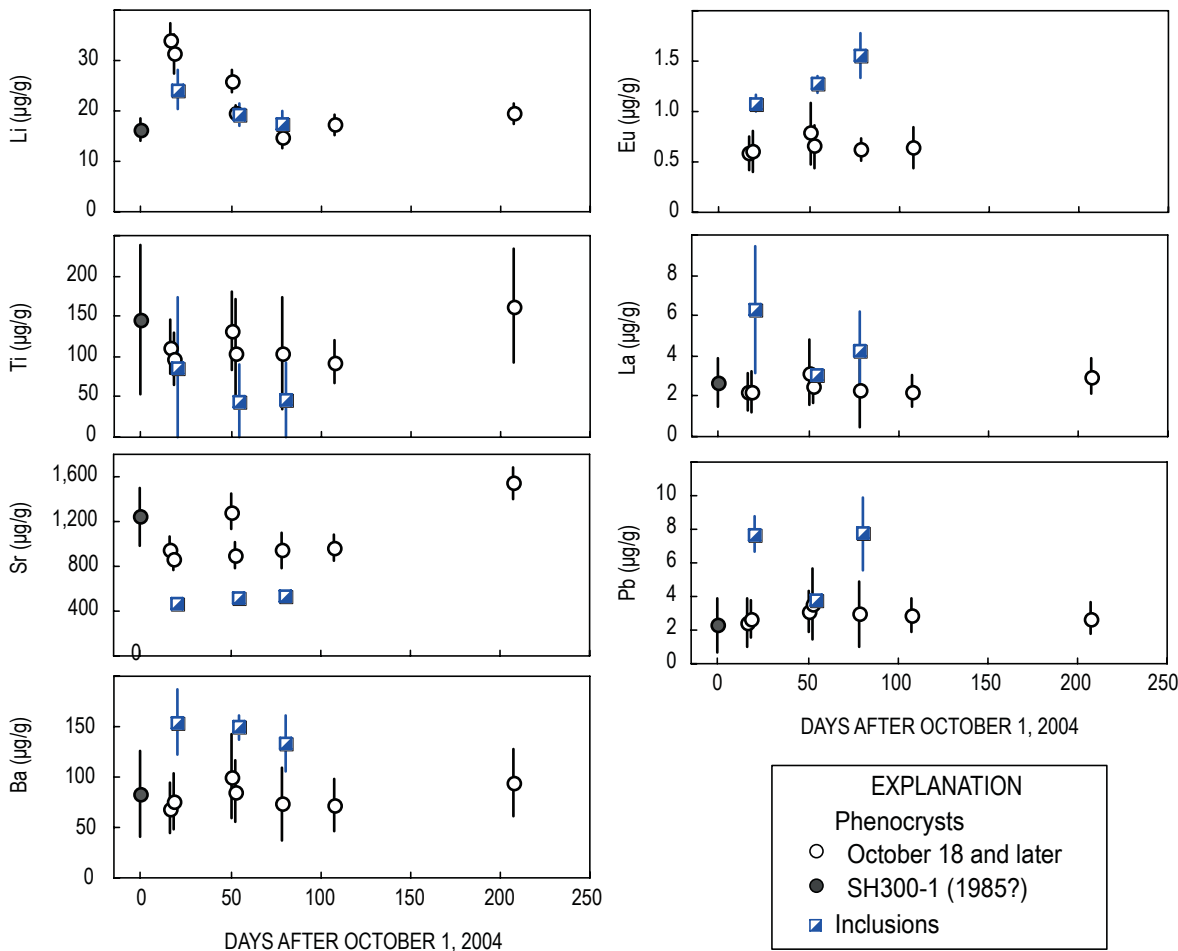 Li (µg/g)
30
20
10
0
Ti (µg/g)
200
150
100
50
0
Sr (µg/g)
1,600
1,200
800
400
0
Ba (µg/g)
150
100
50
0
0 50 100 150 200 250
DAYS AFTER OCTOBER 1, 2004
Eu (µg/g)
1.5
1.0
0.5
0
La (µg/g)
8
6
4
2
0
Pb (µg/g)
10
8
6
4
2
0
0 50 100 150 200 250
DAYS AFTER OCTOBER 1, 2004
EXPLANATION
Phenocrysts
October 18 and later
SH300-1 (1985?)
Inclusions